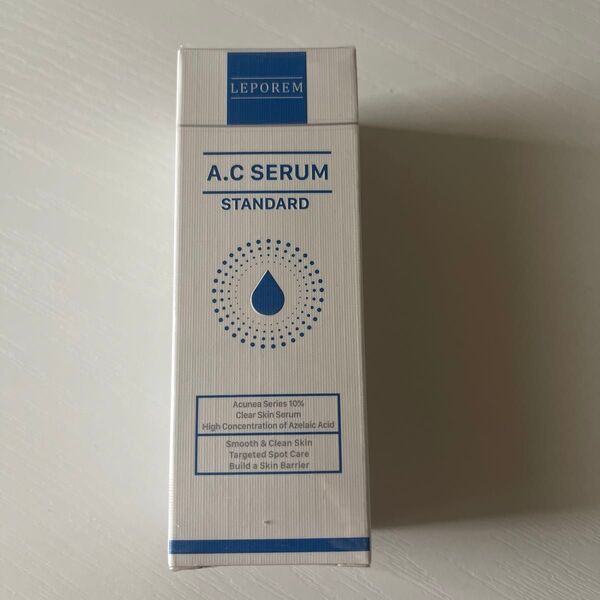 LEPOREM
A.C SERUM
STANDARD
Acunea Series 10%
Clear Skin Serum
High Concentration of Azelaic Acid
Smooth & Clean Skin
Targeted Spot Care
Build a Skin Barrier